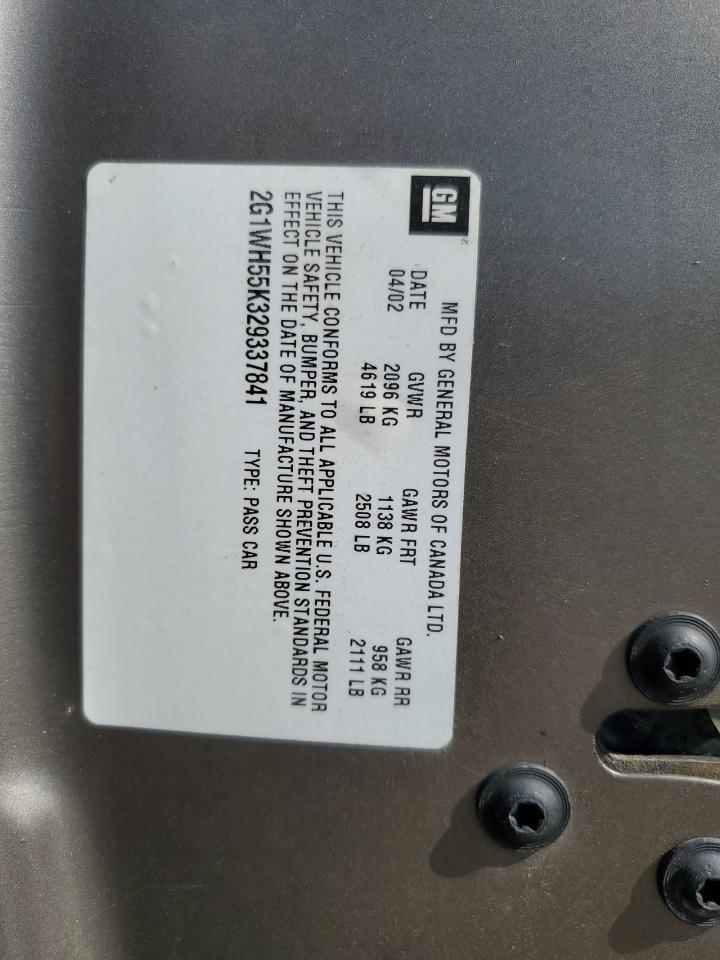 GM
MFD BY GENERAL MOTORS OF CANADA LTD.
DATE GVWR GAWR FRT GAWR RR
04/02 2096 KG 1138 KG 958 KG
4619 LB 2508 LB 2111 LB
THIS VEHICLE CONFORMS TO ALL APPLICABLE U.S. FEDERAL MOTOR
VEHICLE SAFETY, BUMPER, AND THEFT PREVENTION STANDARDS IN
EFFECT ON THE DATE OF MANUFACTURE SHOWN ABOVE.
2G1WH55K329337841 TYPE: PASS CAR